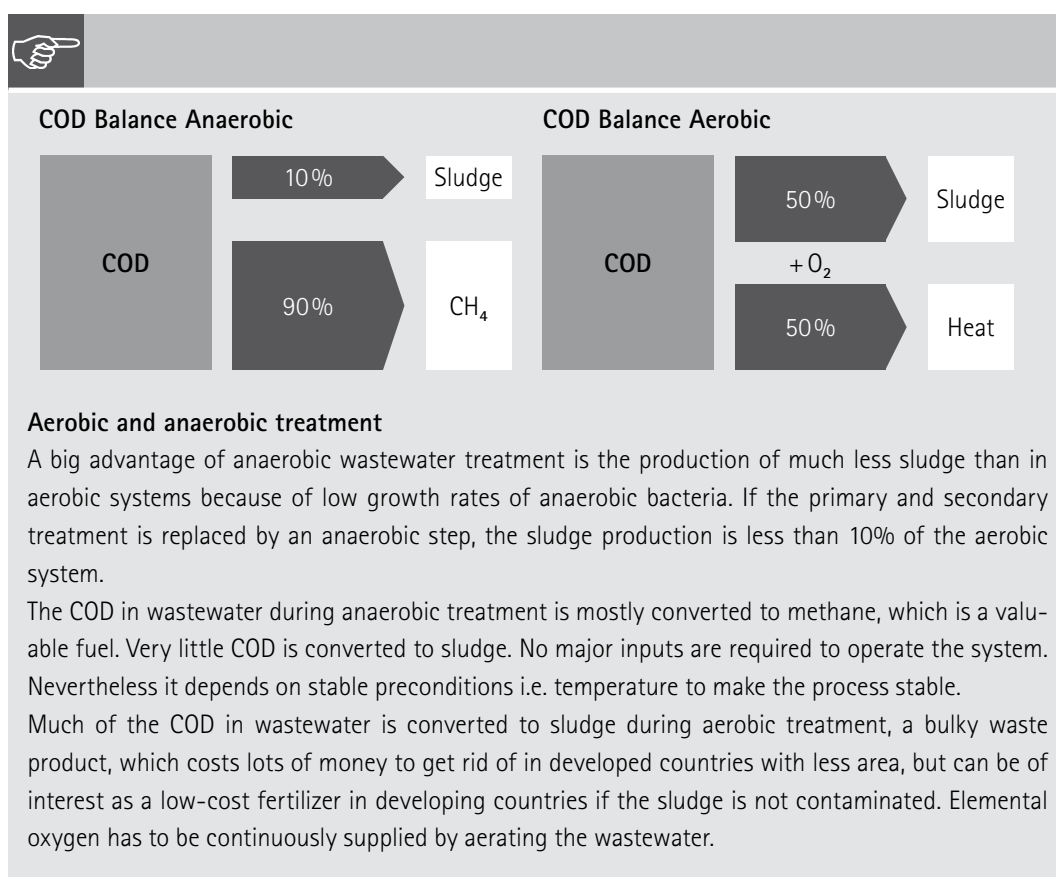 COD Balance Anaerobic
COD
10%
Sludge
90%
CH₄
COD Balance Aerobic
COD
50%
Sludge
+O₂
50%
Heat
Aerobic and anaerobic treatment
A big advantage of anaerobic wastewater treatment is the production of much less sludge than in
aerobic systems because of low growth rates of anaerobic bacteria. If the primary and secondary
treatment is replaced by an anaerobic step, the sludge production is less than 10% of the aerobic
system.
The COD in wastewater during anaerobic treatment is mostly converted to methane, which is a valu-
able fuel. Very little COD is converted to sludge. No major inputs are required to operate the system.
Nevertheless it depends on stable preconditions i.e. temperature to make the process stable.
Much of the COD in wastewater is converted to sludge during aerobic treatment, a bulky waste
product, which costs lots of money to get rid of in developed countries with less area, but can be of
interest as a low-cost fertilizer in developing countries if the sludge is not contaminated. Elemental
oxygen has to be continuously supplied by aerating the wastewater.